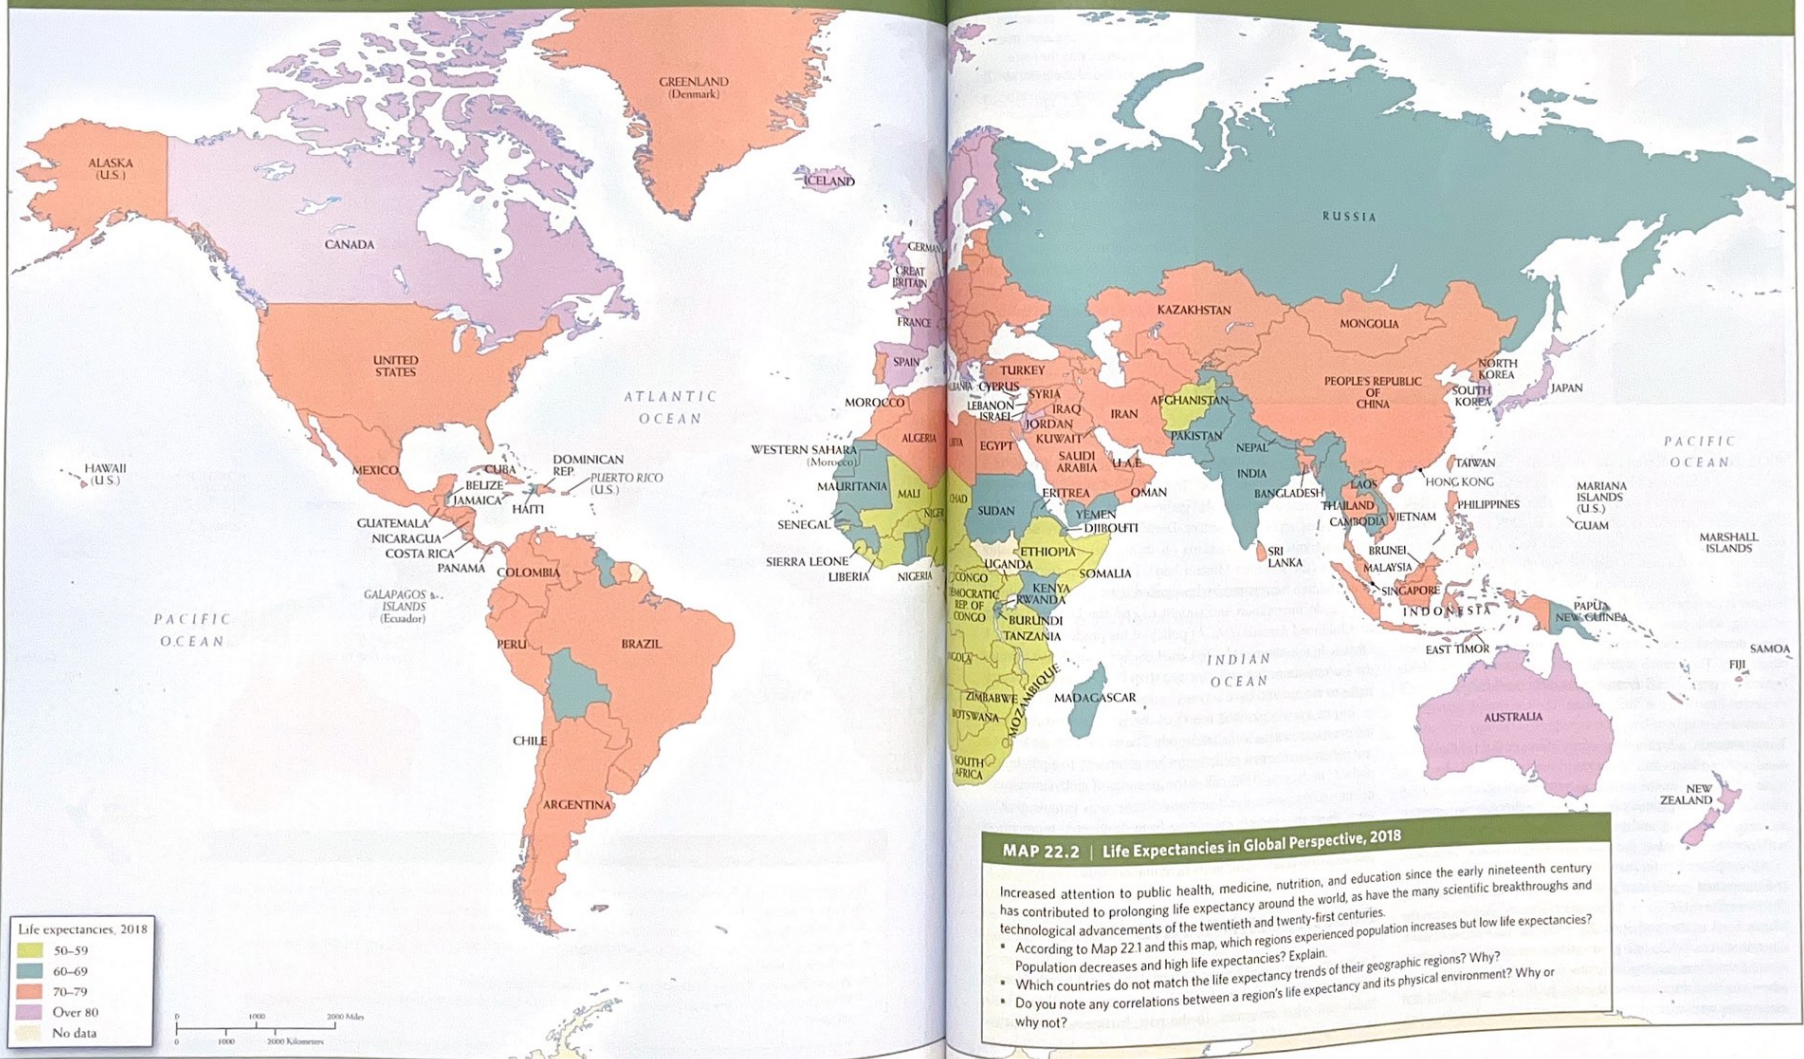 GREENLAND
(Denmark)
ALASKA
(U.S.)
ICELAND
CANADA
RUSSIA
GREAT
BRITAIN
FRANCE
SPAIN
KAZAKHSTAN
MONGOLIA
UNITED
STATES
ATLANTIC
OCEAN
TURKEY
CYPRUS
SYRIA
LEBANON
ISRAEL
IRAQ
JORDAN
KUWAIT
IRAN
AFGHANISTAN
PAKISTAN
NEPAL
INDIA
PEOPLE'S REPUBLIC
OF
CHINA
NORTH
KOREA
SOUTH
KOREA
JAPAN
MOROCCO
ALGERIA
EGYPT
SAUDI
ARABIA
U.A.E.
OMAN
WESTERN SAHARA
(Morocco)
MAURITANIA
MALI
NIGER
CHAD
SUDAN
ERITREA
YEMEN
DJIBOUTI
BANGLADESH
LAOS
THAILAND
CAMBODIA
VIETNAM
TAIWAN
HONG KONG
PHILIPPINES
PACIFIC
OCEAN
MARIANA
ISLANDS
(U.S.)
GUAM
MARSHALL
ISLANDS
HAWAII
(U.S.)
MEXICO
CUBA
DOMINICAN
REP.
PUERTO RICO
(U.S.)
BELIZE
JAMAICA
HAITI
GUATEMALA
NICARAGUA
COSTA RICA
PANAMA
COLOMBIA
SENEGAL
SIERRA LEONE
LIBERIA
NIGERIA
ETHIOPIA
UGANDA
SOMALIA
CONGO
KENYA
RWANDA
REP. OF
CONGO
BURUNDI
TANZANIA
SRI
LANKA
BRUNEI
MALAYSIA
SINGAPORE
INDONESIA
PAPUA
NEW GUINEA
EAST TIMOR
SAMOA
FIJI
GALAPAGOS
ISLANDS
(Ecuador)
PACIFIC
OCEAN
PERU
BRAZIL
INDIAN
OCEAN
MADAGASCAR
MOZAMBIQUE
ZIMBABWE
BOTSWANA
SOUTH
AFRICA
AUSTRALIA
NEW
ZEALAND
CHILE
ARGENTINA
MAP 22.2 | Life Expectancies in Global Perspective, 2018
Increased attention to public health, medicine, nutrition, and education since the early nineteenth century
has contributed to prolonging life expectancy around the world, as have the many scientific breakthroughs and
technological advancements of the twentieth and twenty-first centuries.
▪ According to Map 22.1 and this map, which regions experienced population increases but low life expectancies?
Population decreases and high life expectancies? Explain.
▪ Which countries do not match the life expectancy trends of their geographic regions? Why?
▪ Do you note any correlations between a region's life expectancy and its physical environment? Why or
why not?
Life expectancies, 2018
50–59
60–69
70–79
Over 80
No data
0 1000 2000 Miles
0 1000 2000 Kilometers